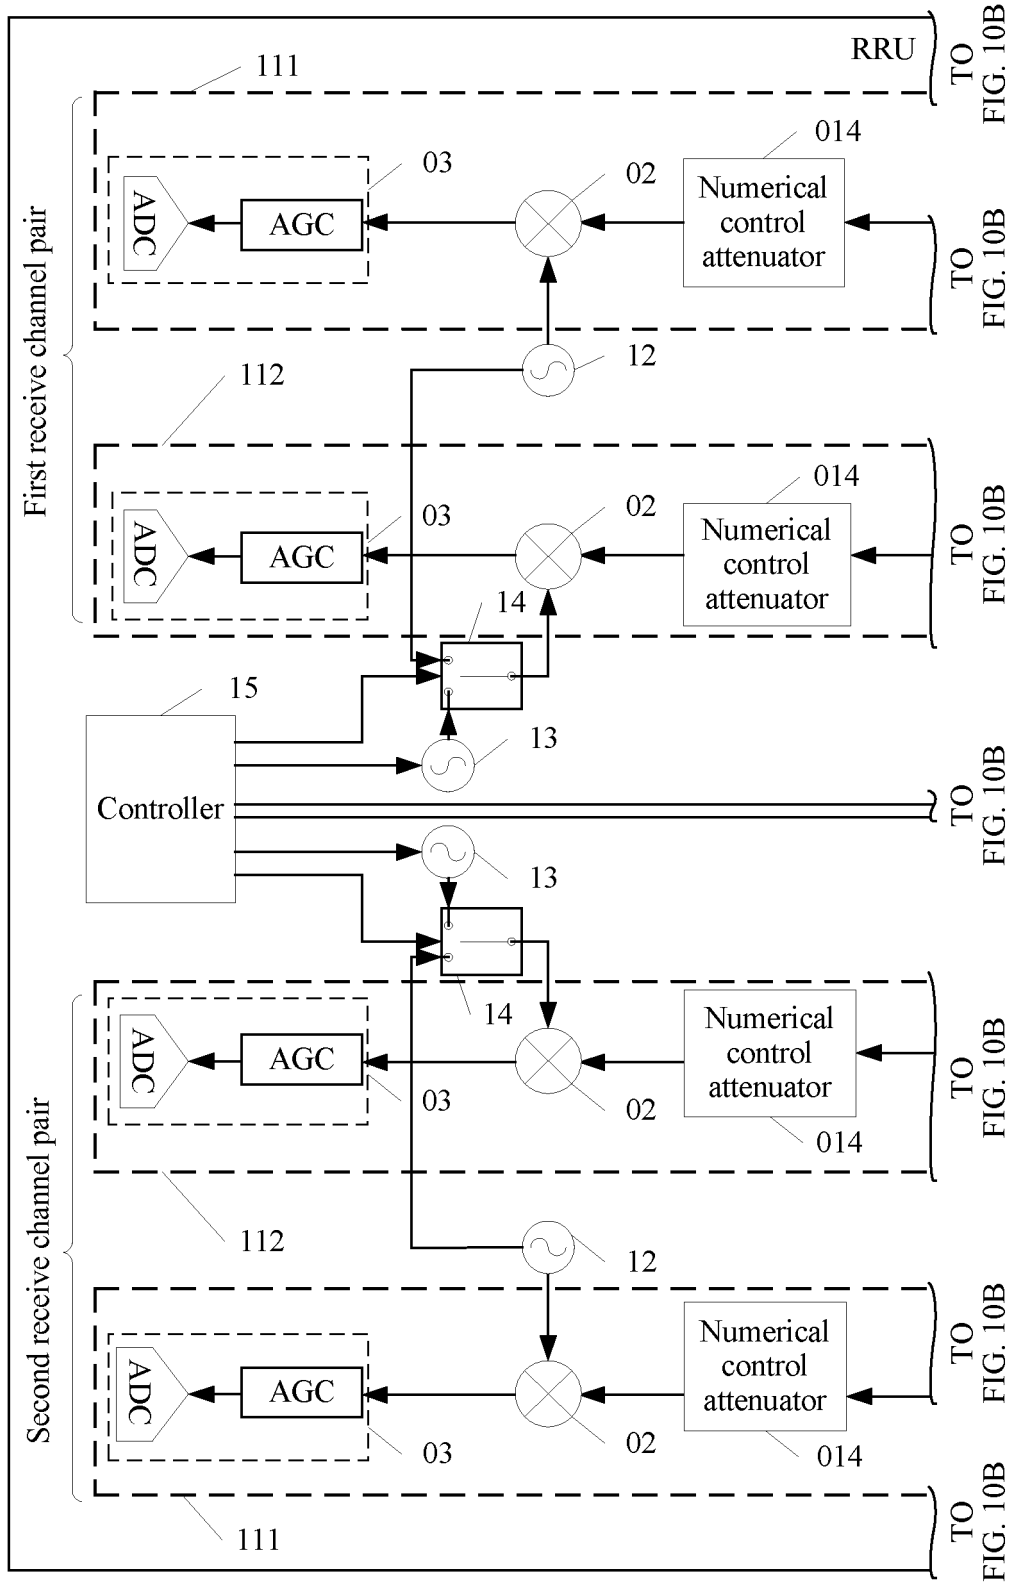 RRU
TO
FIG. 10B
111
First receive channel pair
014
03
02
ADC
AGC
Numerical
control
attenuator
TO
FIG. 10B
12
112
014
03
02
ADC
AGC
Numerical
control
attenuator
TO
FIG. 10B
14
15
13
Controller
TO
FIG. 10B
13
14
Second receive channel pair
ADC
AGC
Numerical
control
attenuator
TO
FIG. 10B
03
02
014
112
12
ADC
AGC
Numerical
control
attenuator
TO
FIG. 10B
03
02
014
111
TO
FIG. 10B